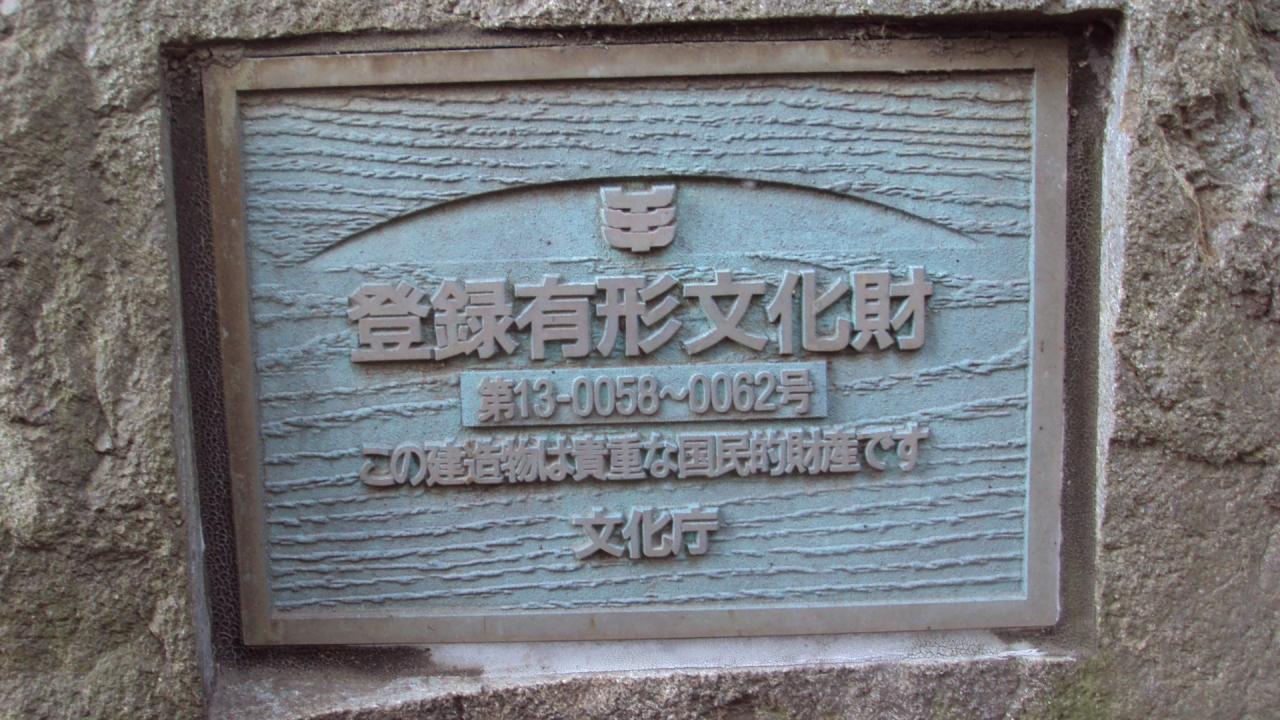 登録有形文化財
第13-0058～0062号
この建造物は貴重な国民的財産です
文化庁